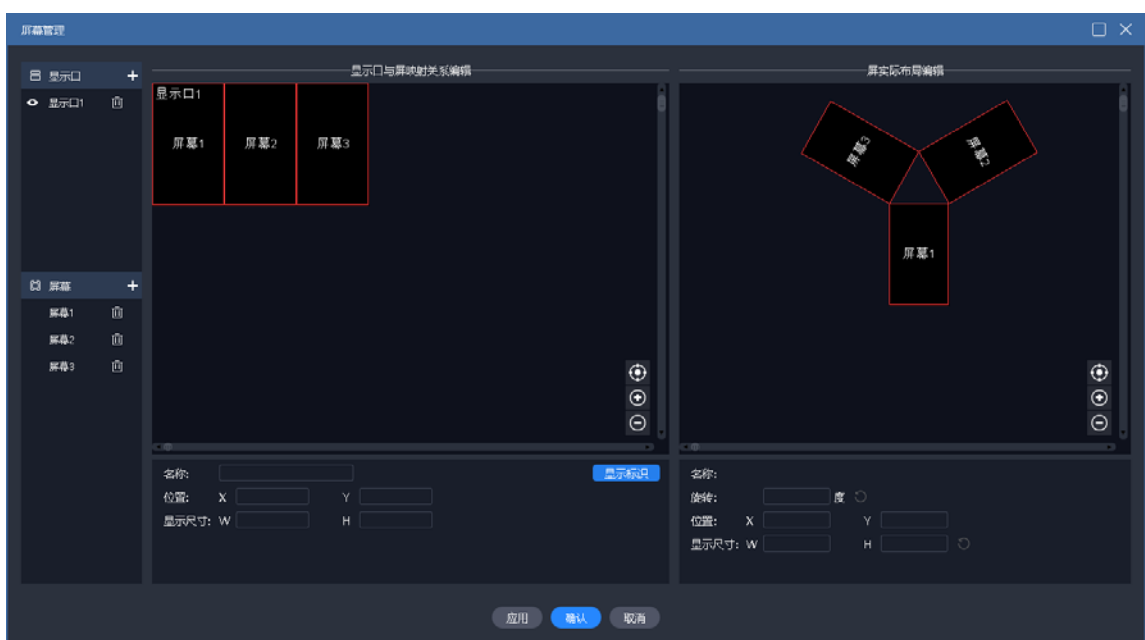 屏幕管理
显示口
显示口1
屏幕
屏幕1
屏幕2
屏幕3
显示口与屏映射关系编辑
显示口1
屏幕1 屏幕2 屏幕3
名称: 显示标识
位置: X Y
显示尺寸: W H
屏实际布局编辑
屏幕3 屏幕2
屏幕1
名称:
旋转: 度
位置: X Y
显示尺寸: W H
应用 确认 取消